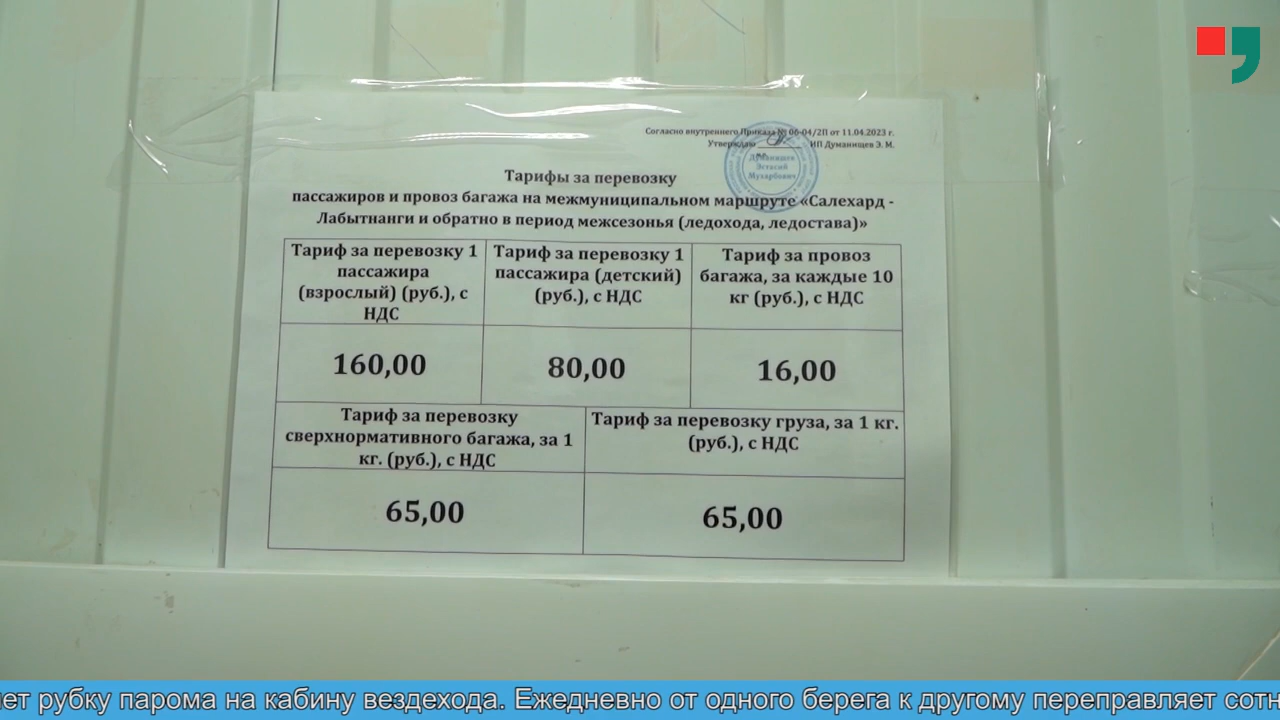 Согласно внутреннего Приказа № 06-04/2П от 11.04.2023 г.
Утверждаю ИП Думанищев Э. М.
Думанищев
Эстасий
Мухарбович
Тарифы за перевозку
пассажиров и провоз багажа на межмуниципальном маршруте «Салехард -
Лабытнанги и обратно в период межсезонья (ледохода, ледостава)»
Тариф за перевозку 1
пассажира
(взрослый) (руб.), с
НДС
Тариф за перевозку 1
пассажира (детский)
(руб.), с НДС
Тариф за провоз
багажа, за каждые 10
кг (руб.), с НДС
160,00
80,00
16,00
Тариф за перевозку
сверхнормативного багажа, за 1
кг. (руб.), с НДС
Тариф за перевозку груза, за 1 кг.
(руб.), с НДС
65,00
65,00
рубку парома на кабину вездехода. Ежедневно от одного берега к другому переправляет